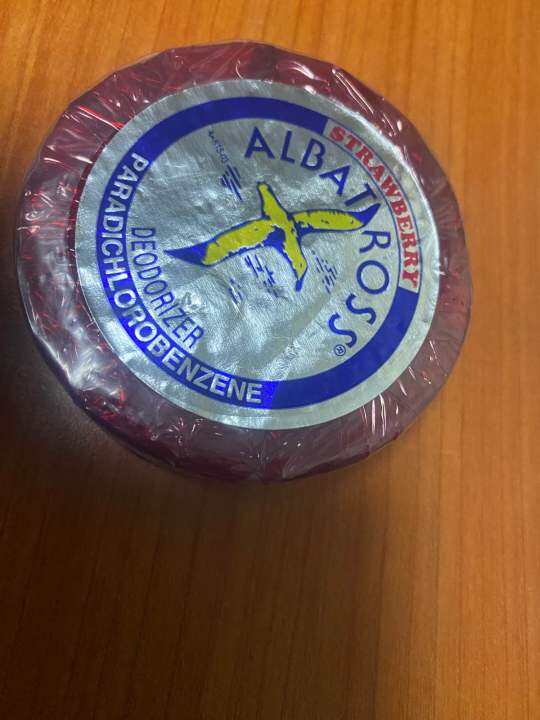 ALBATROSS®
STRAWBERRY
DEODORIZER
PARADICHLOROBENZENE